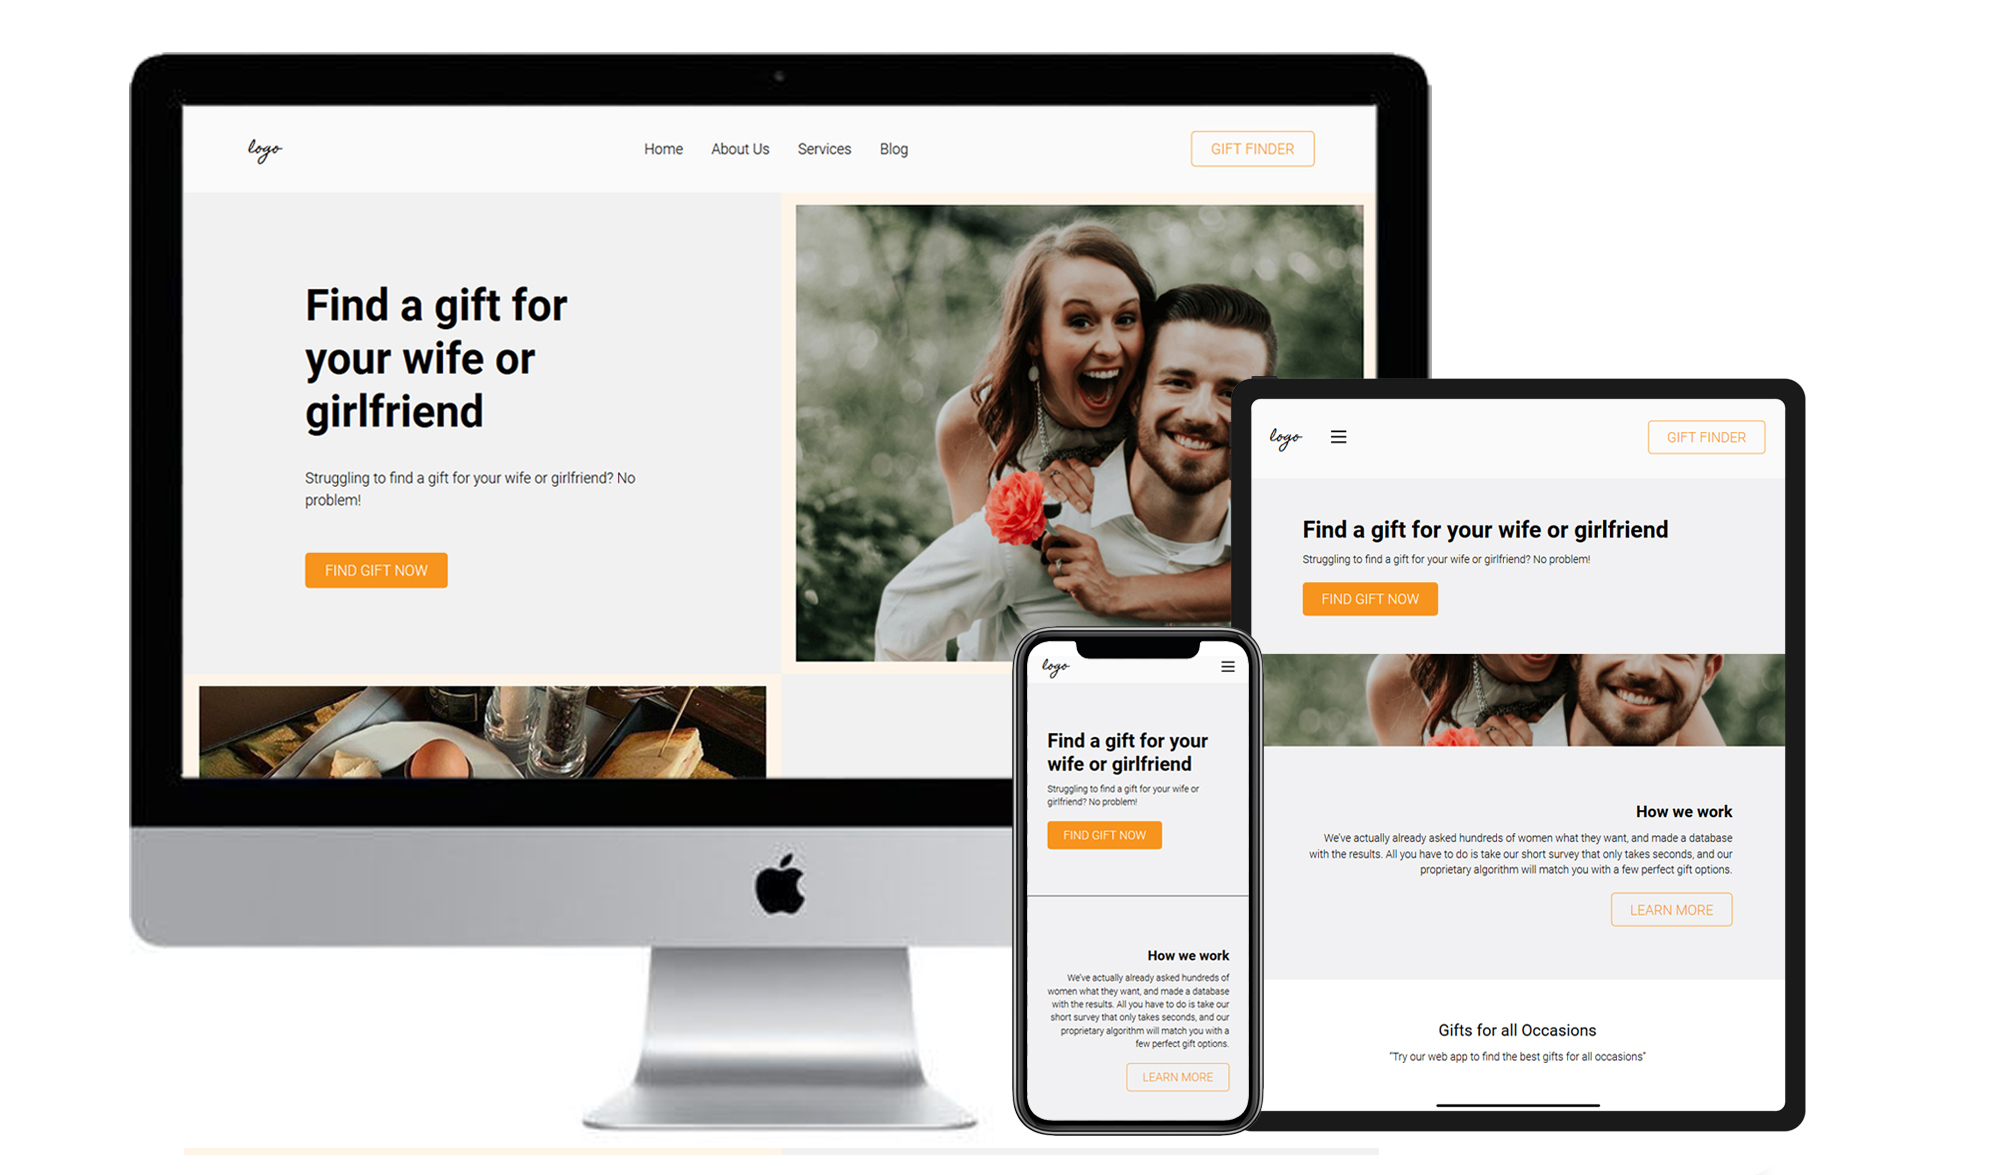 logo
Home About Us Services Blog
GIFT FINDER
Find a gift for
your wife or
girlfriend
Struggling to find a gift for your wife or girlfriend? No
problem!
FIND GIFT NOW
logo
GIFT FINDER
Find a gift for your wife or girlfriend
Struggling to find a gift for your wife or girlfriend? No problem!
FIND GIFT NOW
How we work
We've actually already asked hundreds of women what they want, and made a database
with the results. All you have to do is take our short survey that only takes seconds, and our
proprietary algorithm will match you with a few perfect gift options.
LEARN MORE
Gifts for all Occasions
"Try our web app to find the best gifts for all occasions"
logo
Find a gift for your
wife or girlfriend
Struggling to find a gift for your wife or
girlfriend? No problem!
FIND GIFT NOW
How we work
We've actually already asked hundreds of
women what they want, and made a database
with the results. All you have to do is take our
short survey that only takes seconds, and our
proprietary algorithm will match you with a
few perfect gift options.
LEARN MORE